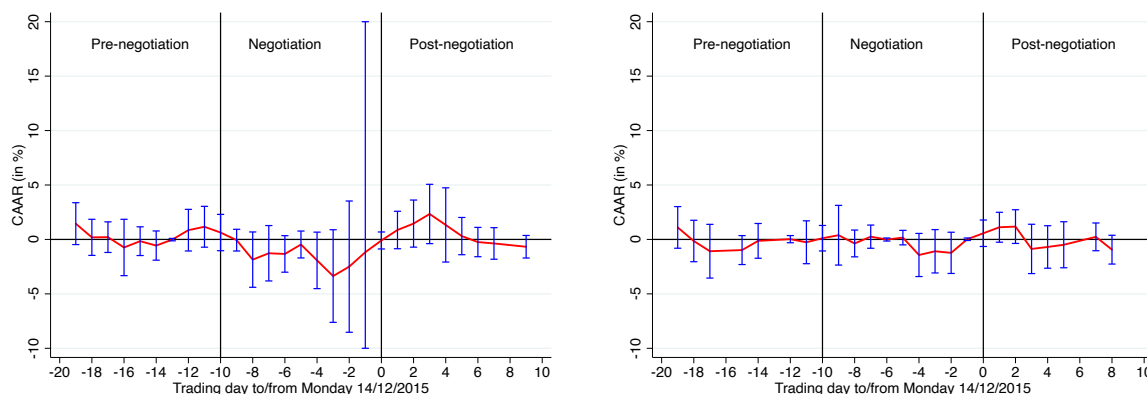 Pre-negotiation Negotiation Post-negotiation
CAAR (in %)
20
15
10
5
0
-5
-10
-20 -18 -16 -14 -12 -10 -8 -6 -4 -2 0 2 4 6 8 10
Trading day to/from Monday 14/12/2015
Pre-negotiation Negotiation Post-negotiation
CAAR (in %)
20
15
10
5
0
-5
-10
-20 -18 -16 -14 -12 -10 -8 -6 -4 -2 0 2 4 6 8 10
Trading day to/from Monday 14/12/2015